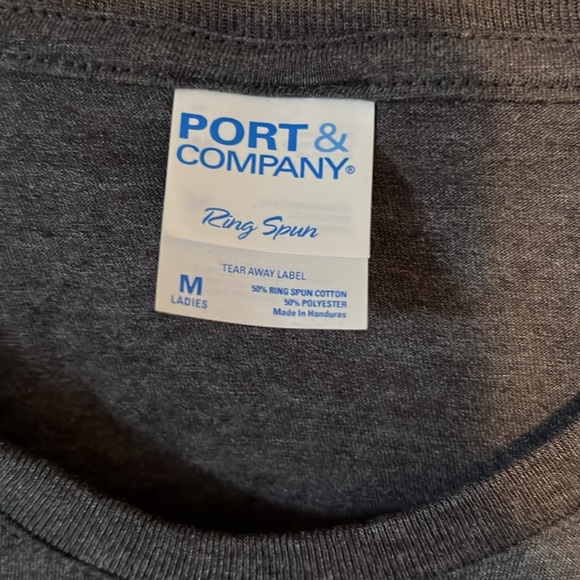 PORT &
COMPANY®
Ring Spun
TEAR AWAY LABEL
M
LADIES
50% RING SPUN COTTON
50% POLYESTER
Made In Honduras